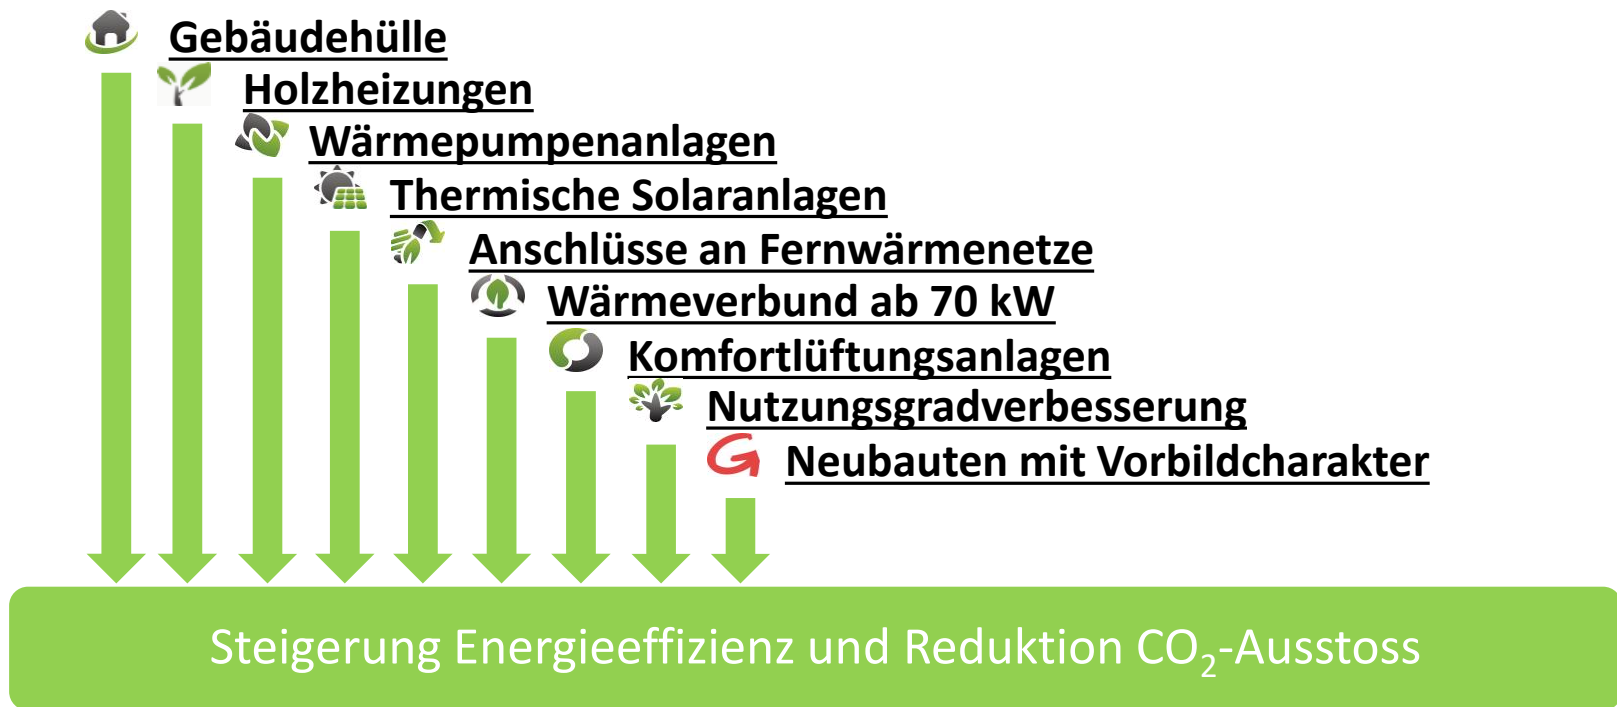 Gebäudehülle
Holzheizungen
Wärmepumpenanlagen
Thermische Solaranlagen
Anschlüsse an Fernwärmenetze
Wärmeverbund ab 70 kW
Komfortlüftungsanlagen
Nutzungsgradverbesserung
Neubauten mit Vorbildcharakter
Steigerung Energieeffizienz und Reduktion CO₂-Ausstoss